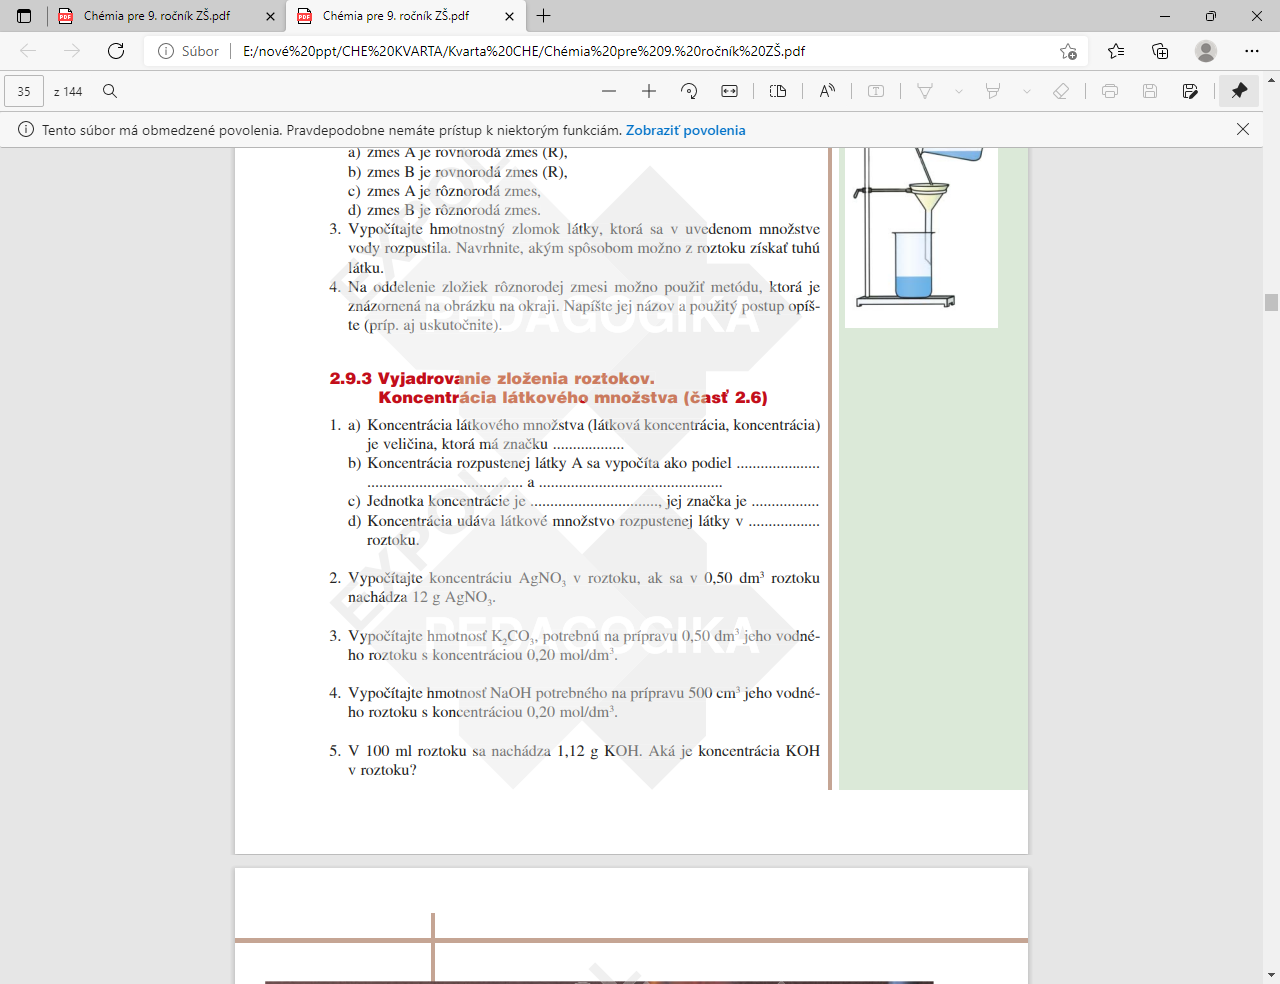 Chémia pre 9. ročník ZŠ.pdf
Chémia pre 9. ročník ZŠ.pdf
Súbor
E:/nové%20ppt/CHE%20KVARTA/Kvarta%20CHE/Chémia%20pre%209.%20ročník%20ZŠ.pdf
35 z 144
Tento súbor má obmedzené povolenia. Pravdepodobne nemáte prístup k niektorým funkciám. Zobraziť povolenia
a) zmes A je rovnorodá zmes (R),
b) zmes B je rovnorodá zmes (R),
c) zmes A je rôznorodá zmes,
d) zmes B je rôznorodá zmes.
3. Vypočítajte hmotnostný zlomok látky, ktorá sa v uvedenom množstve
vody rozpustila. Navrhnite, akým spôsobom možno z roztoku získať tuhú
látku.
4. Na oddelenie zložiek rôznorodej zmesi možno použiť metódu, ktorá je
znázornená na obrázku na okraji. Napíšte jej názov a použitý postup opíš-
te (príp. aj uskutočnite).
EXPOL
PEDAGOGIKA
2.9.3 Vyjadrovanie zloženia roztokov.
Koncentrácia látkového množstva (časť 2.6)
1. a) Koncentrácia látkového množstva (látková koncentrácia, koncentrácia)
je veličina, ktorá má značku ..................
b) Koncentrácia rozpustenej látky A sa vypočíta ako podiel .....................
....................................... a ..............................................
c) Jednotka koncentrácie je ................................, jej značka je .................
d) Koncentrácia udáva látkové množstvo rozpustenej látky v ..................
roztoku.
2. Vypočítajte koncentráciu AgNO₃ v roztoku, ak sa v 0,50 dm³ roztoku
nachádza 12 g AgNO₃.
EXPOL
PEDAGOGIKA
3. Vypočítajte hmotnosť K₂CO₃, potrebnú na prípravu 0,50 dm³ jeho vodné-
ho roztoku s koncentráciou 0,20 mol/dm³.
4. Vypočítajte hmotnosť NaOH potrebného na prípravu 500 cm³ jeho vodné-
ho roztoku s koncentráciou 0,20 mol/dm³.
5. V 100 ml roztoku sa nachádza 1,12 g KOH. Aká je koncentrácia KOH
v roztoku?